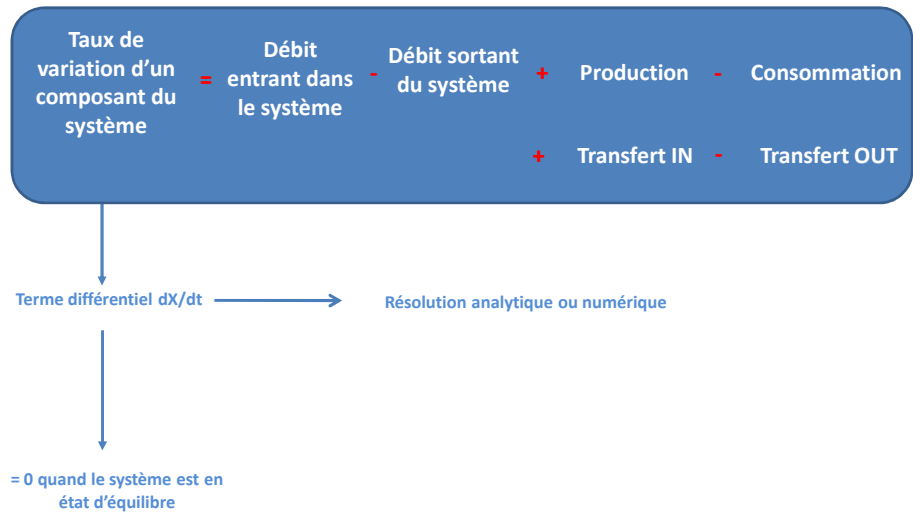 Taux de
variation d'un
composant du
système
=
Débit
entrant dans
le système
-
Débit sortant
du système
+
Production
-
Consommation
+
Transfert IN
-
Transfert OUT
Terme différentiel dX/dt
Résolution analytique ou numérique
= 0 quand le système est en
état d'équilibre